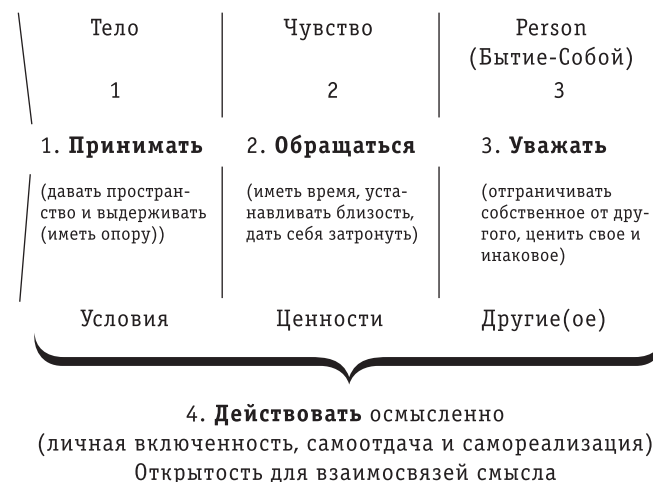 Тело
Чувство
Person
(Бытие-Собой)
1
2
3
1. Принимать
2. Обращаться
3. Уважать
(давать простран-
ство и выдерживать
(иметь опору))
(иметь время, уста-
навливать близость,
дать себя затронуть)
(отграничивать
собственное от дру-
гого, ценить свое и
инаковое)
Условия
Ценности
Другие(ое)
4. Действовать осмысленно
(личная включенность, самоотдача и самореализация)
Открытость для взаимосвязей смысла